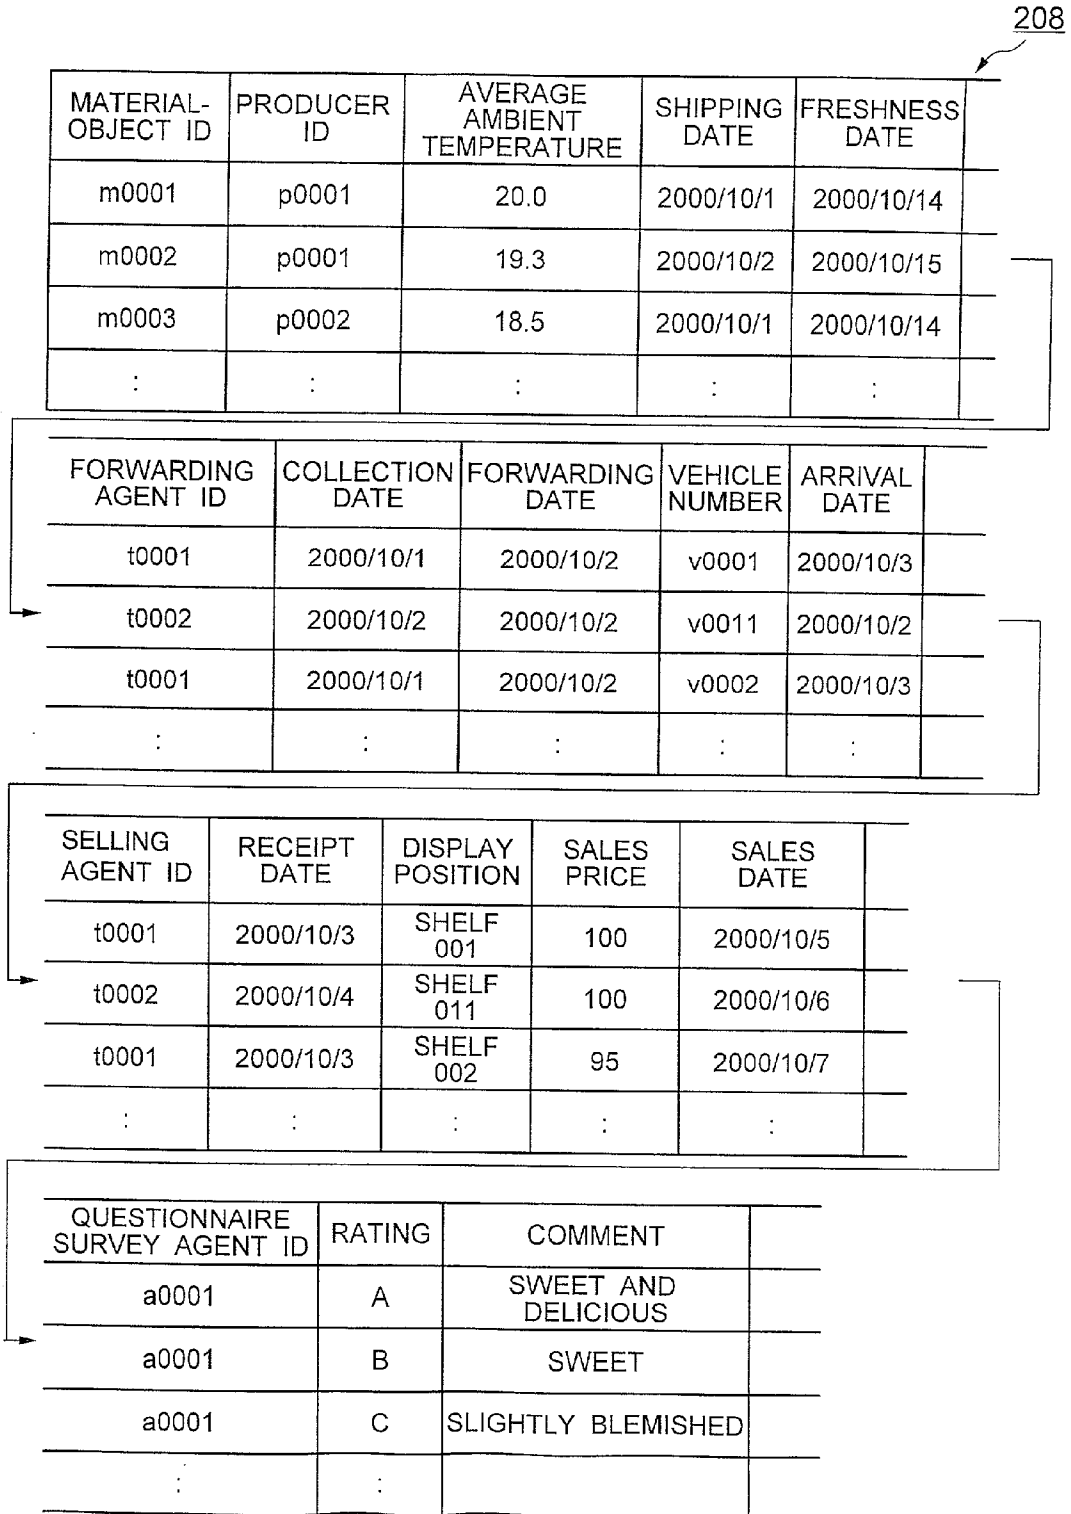 208
MATERIAL-
OBJECT ID
PRODUCER
ID
AVERAGE
AMBIENT
TEMPERATURE
SHIPPING
DATE
FRESHNESS
DATE
m0001 p0001 20.0 2000/10/1 2000/10/14
m0002 p0001 19.3 2000/10/2 2000/10/15
m0003 p0002 18.5 2000/10/1 2000/10/14
: : : : :
FORWARDING
AGENT ID
COLLECTION
DATE
FORWARDING
DATE
VEHICLE
NUMBER
ARRIVAL
DATE
t0001 2000/10/1 2000/10/2 v0001 2000/10/3
t0002 2000/10/2 2000/10/2 v0011 2000/10/2
t0001 2000/10/1 2000/10/2 v0002 2000/10/3
: : : : :
SELLING
AGENT ID
RECEIPT
DATE
DISPLAY
POSITION
SALES
PRICE
SALES
DATE
t0001 2000/10/3 SHELF
001 100 2000/10/5
t0002 2000/10/4 SHELF
011 100 2000/10/6
t0001 2000/10/3 SHELF
002 95 2000/10/7
: : : : :
QUESTIONNAIRE
SURVEY AGENT ID
RATING
COMMENT
a0001 A SWEET AND
DELICIOUS
a0001 B SWEET
a0001 C SLIGHTLY BLEMISHED
: :